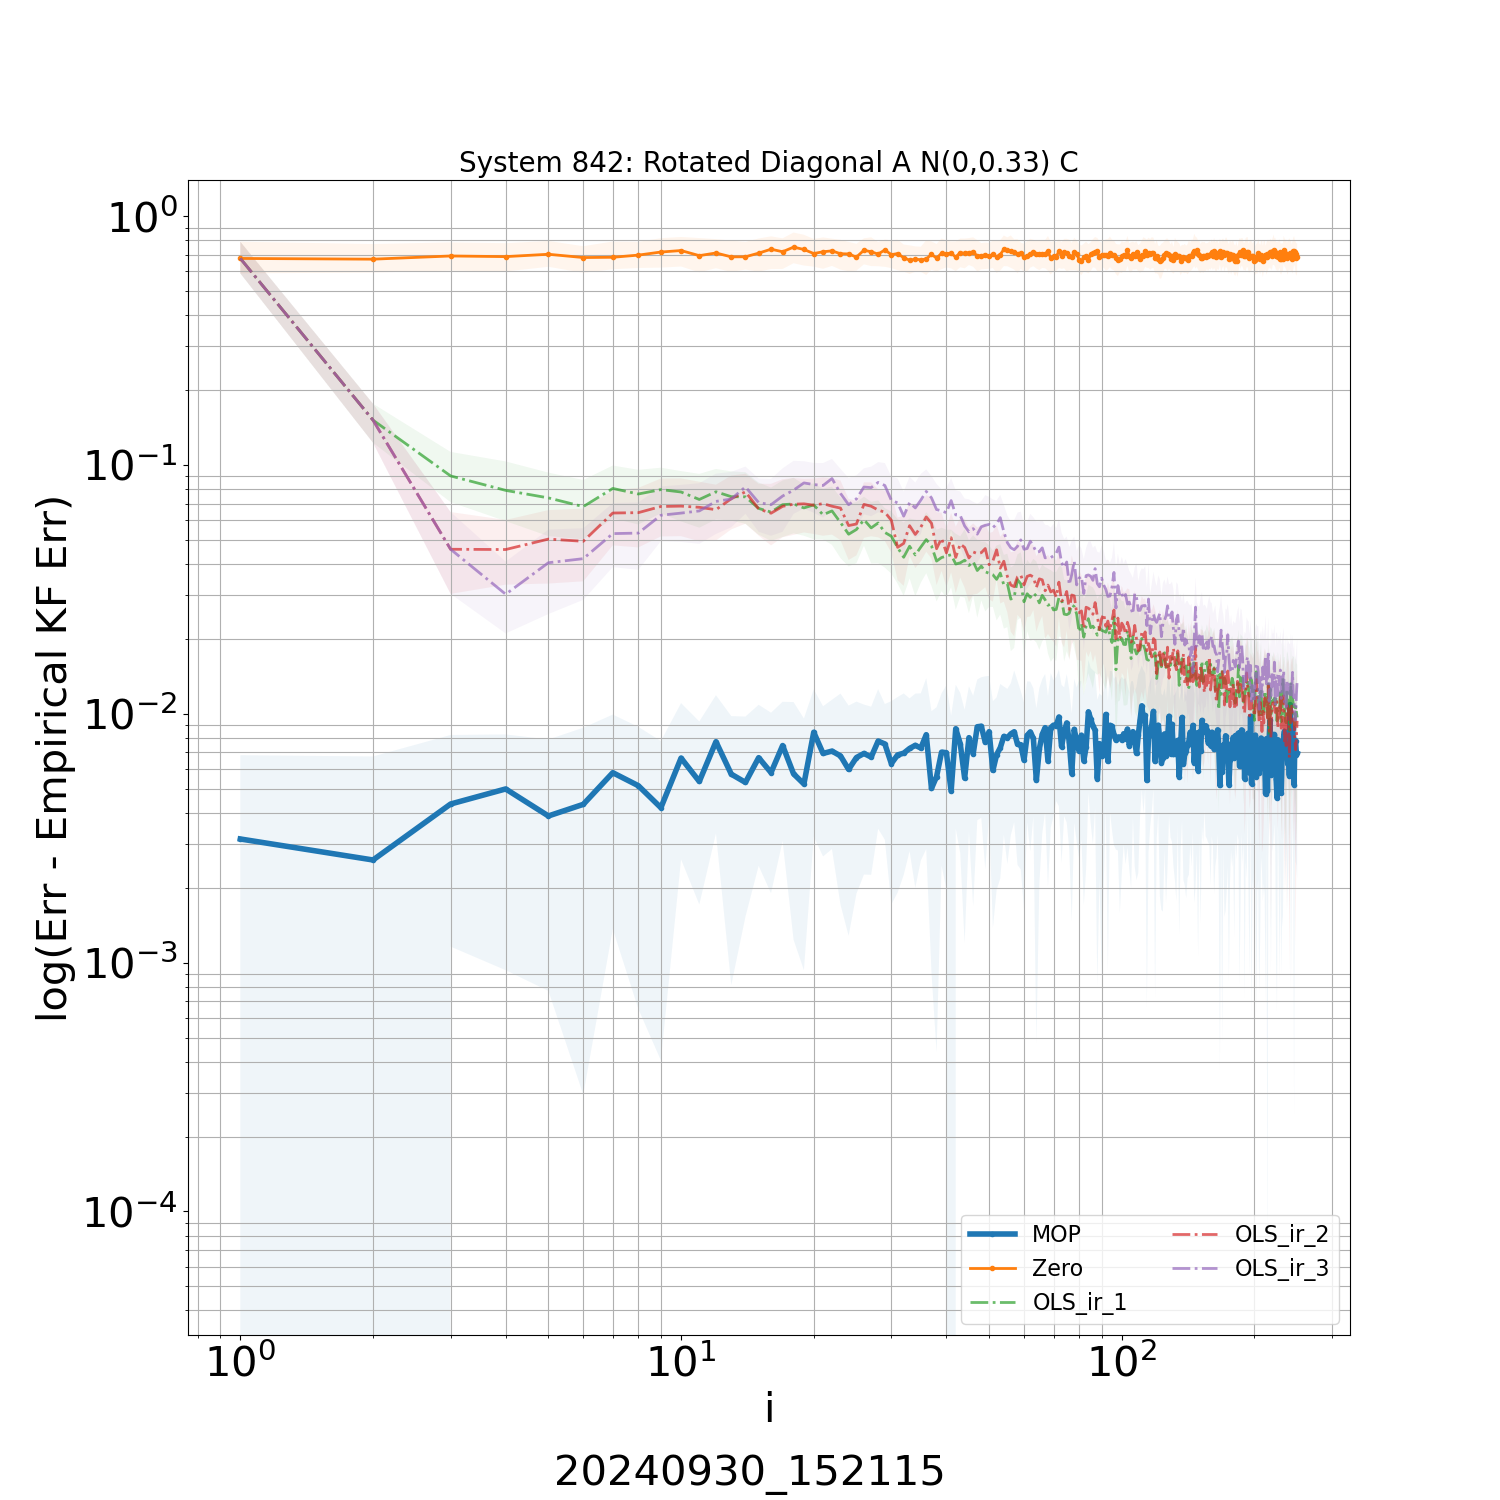 System 842: Rotated Diagonal A N(0,0.33) C
log(Err - Empirical KF Err)
10⁰
10⁻¹
10⁻²
10⁻³
10⁻⁴
MOP
Zero
OLS_ir_1
OLS_ir_2
OLS_ir_3
10⁰ 10¹ 10²
i
20240930_152115